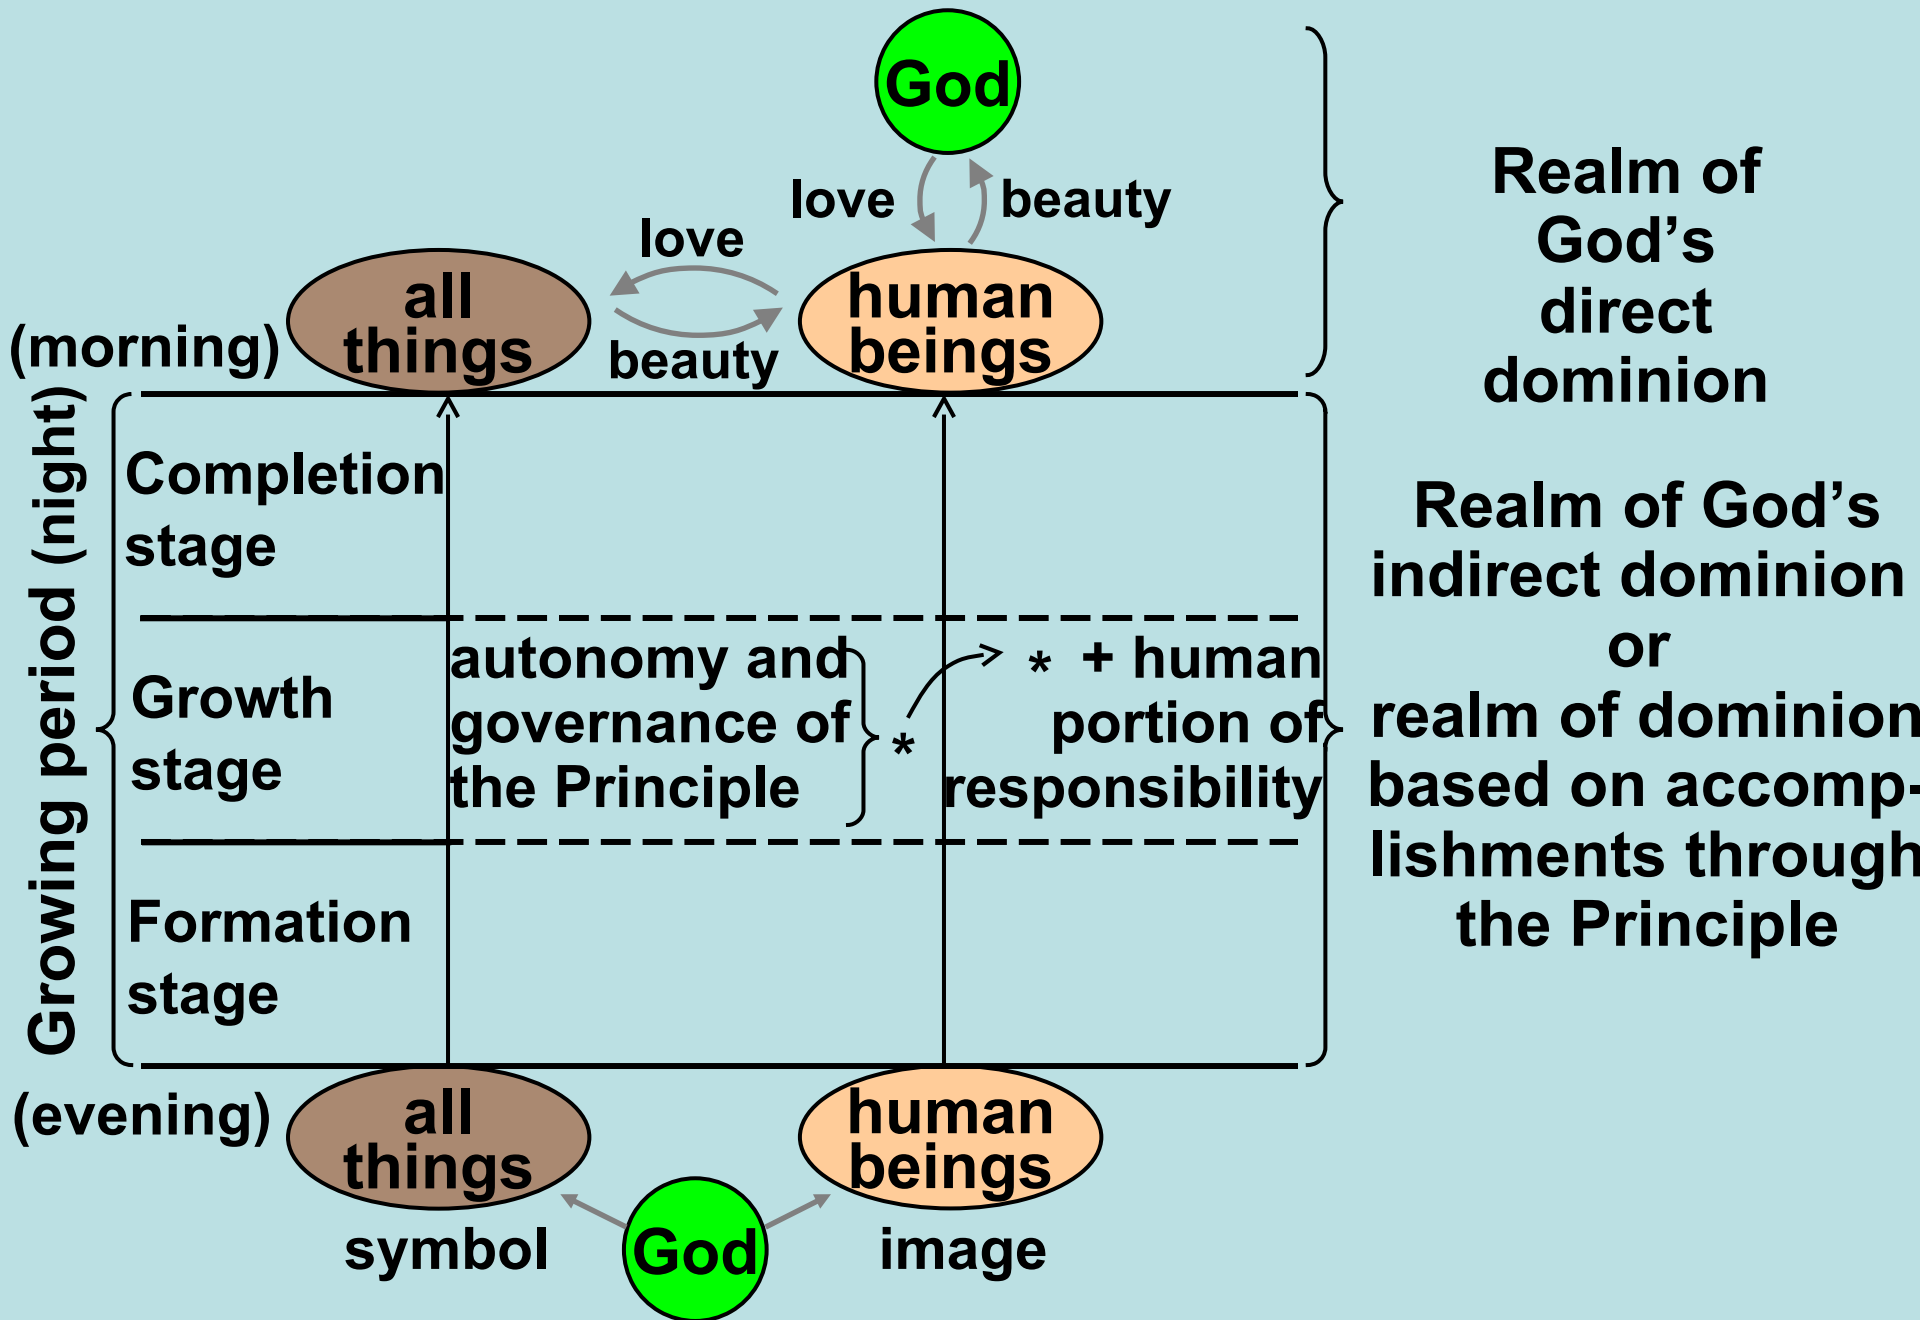 God
love
beauty
love
all
things
human
beings
beauty
(morning)
Realm of
God’s
direct
dominion
Growing period (night)
Completion
stage
Growth
stage
Formation
stage
autonomy and
governance of
the Principle
*
* + human
portion of
responsibility
Realm of God’s
indirect dominion
or
realm of dominion
based on accomp-
lishments through
the Principle
(evening)
all
things
human
beings
symbol
God
image